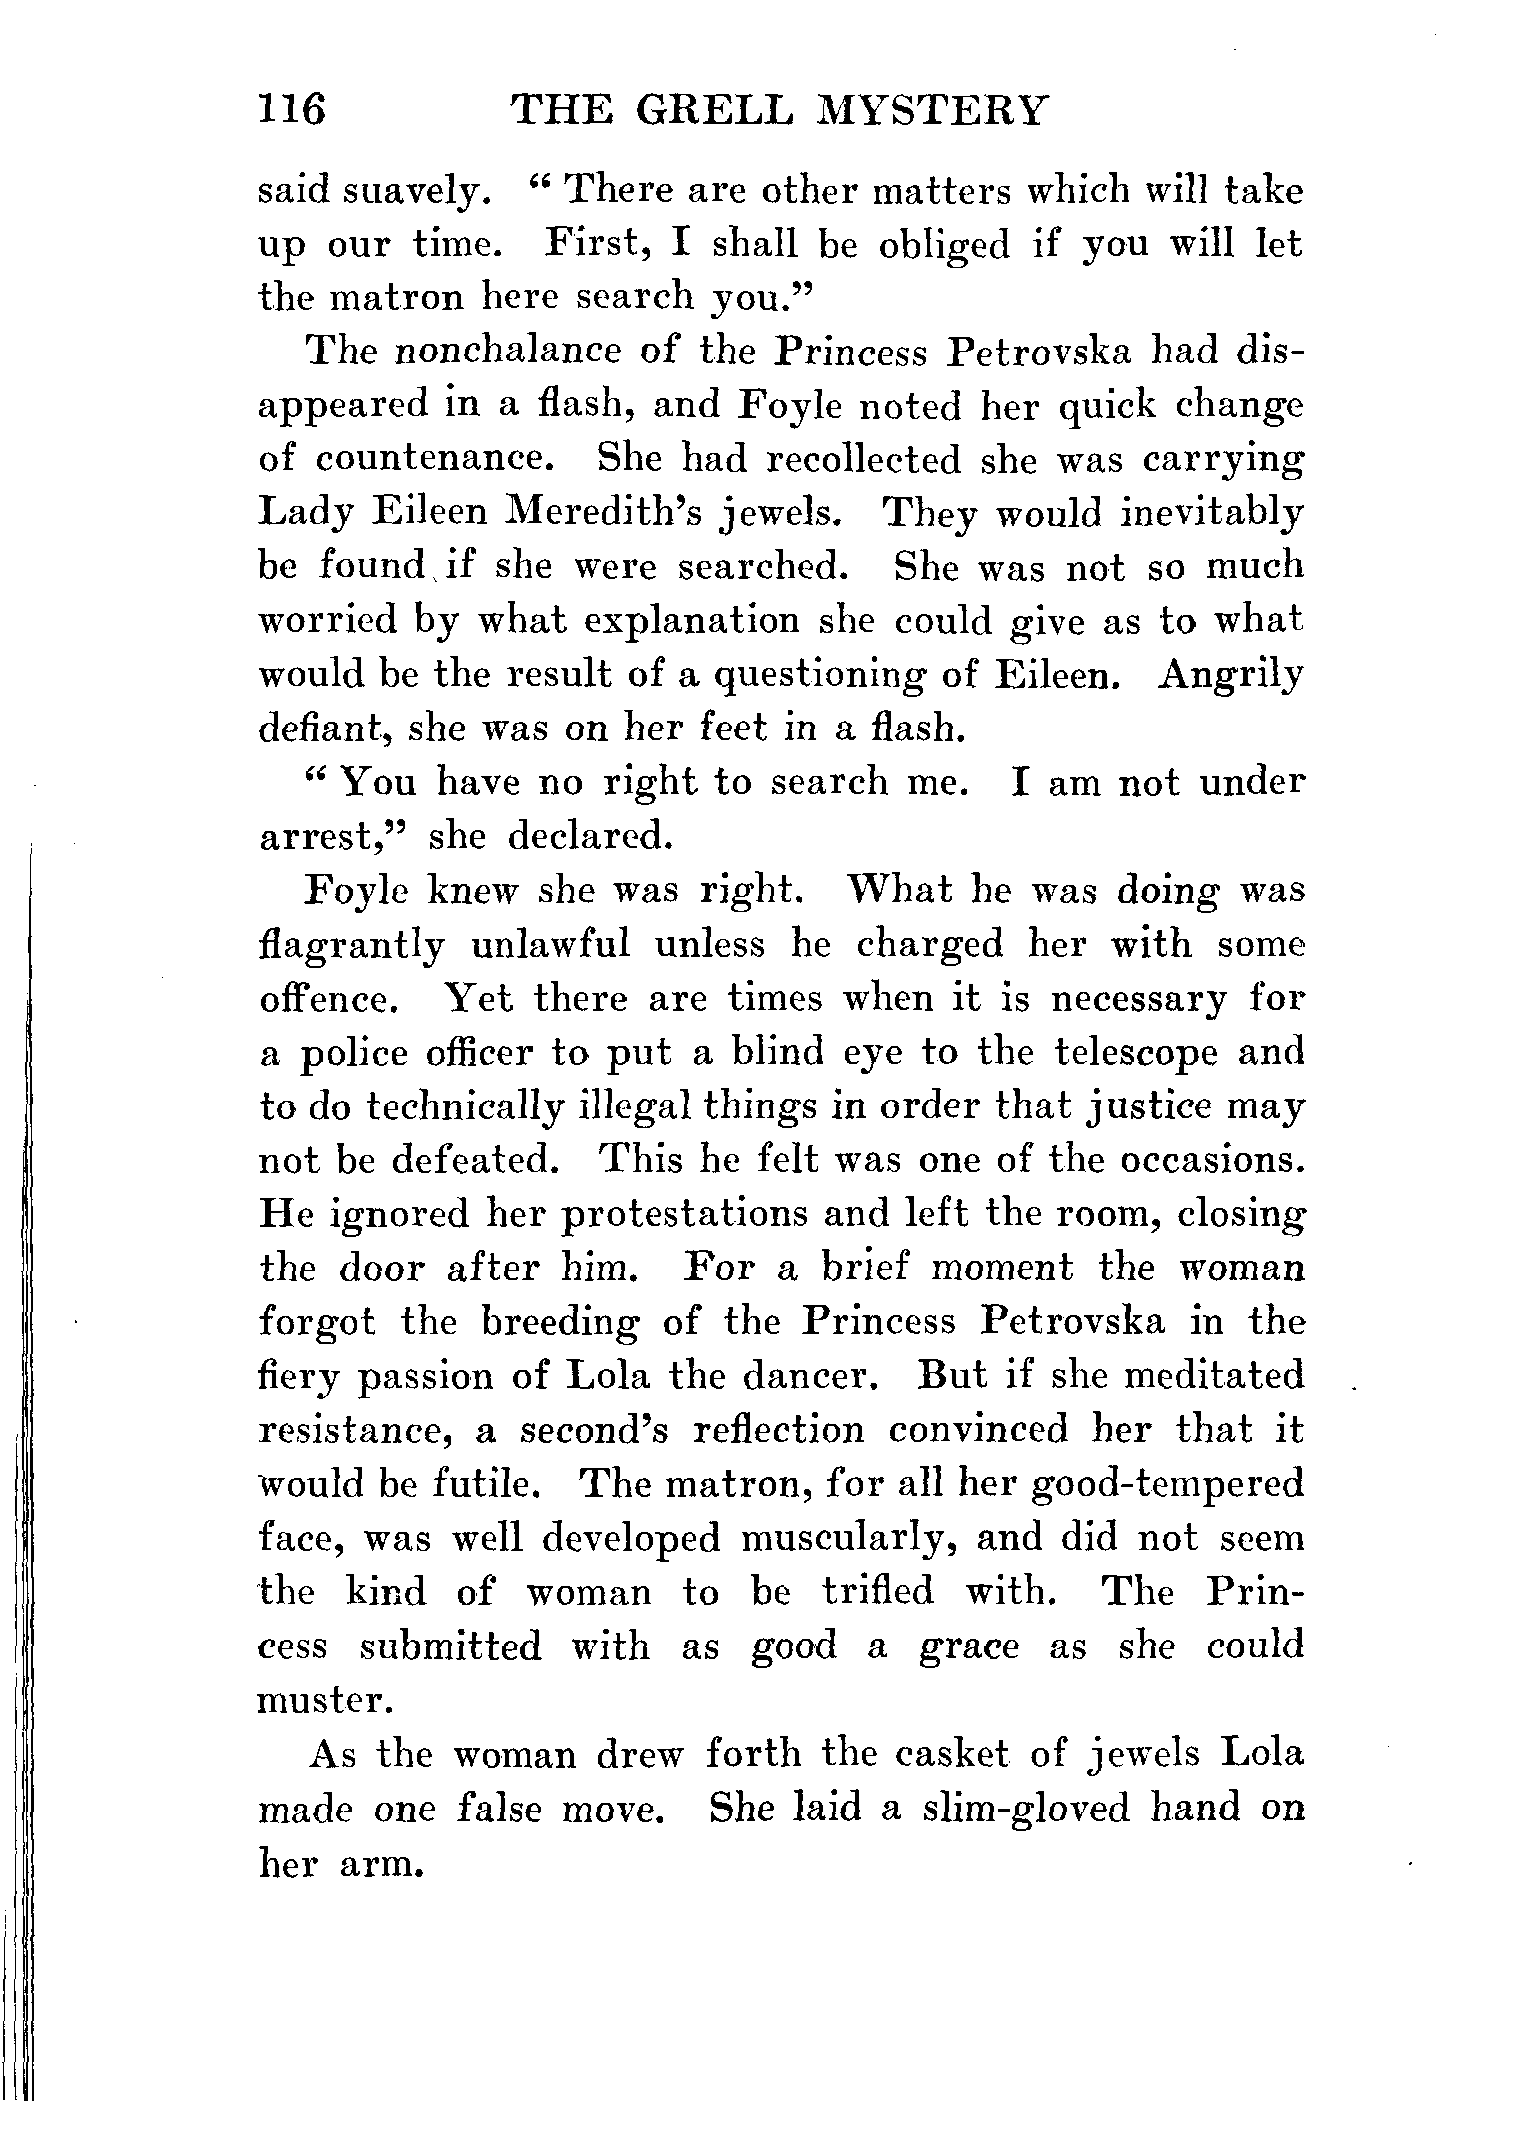 116 THE GRELL MYSTERY
said suavely. “ There are other matters which will take
up our time. First, I shall be obliged if you will let
the matron here search you.”
The nonchalance of the Princess Petrovska had dis-
appeared in a flash, and Foyle noted her quick change
of countenance. She had recollected she was carrying
Lady Eileen Meredith’s jewels. They would inevitably
be found if she were searched. She was not so much
worried by what explanation she could give as to what
would be the result of a questioning of Eileen. Angrily
defiant, she was on her feet in a flash.
“ You have no right to search me. I am not under
arrest,” she declared.
Foyle knew she was right. What he was doing was
flagrantly unlawful unless he charged her with some
offence. Yet there are times when it is necessary for
a police officer to put a blind eye to the telescope and
to do technically illegal things in order that justice may
not be defeated. This he felt was one of the occasions.
He ignored her protestations and left the room, closing
the door after him. For a brief moment the woman
forgot the breeding of the Princess Petrovska in the
fiery passion of Lola the dancer. But if she meditated
resistance, a second’s reflection convinced her that it
would be futile. The matron, for all her good-tempered
face, was well developed muscularly, and did not seem
the kind of woman to be trifled with. The Prin-
cess submitted with as good a grace as she could
muster.
As the woman drew forth the casket of jewels Lola
made one false move. She laid a slim-gloved hand on
her arm.